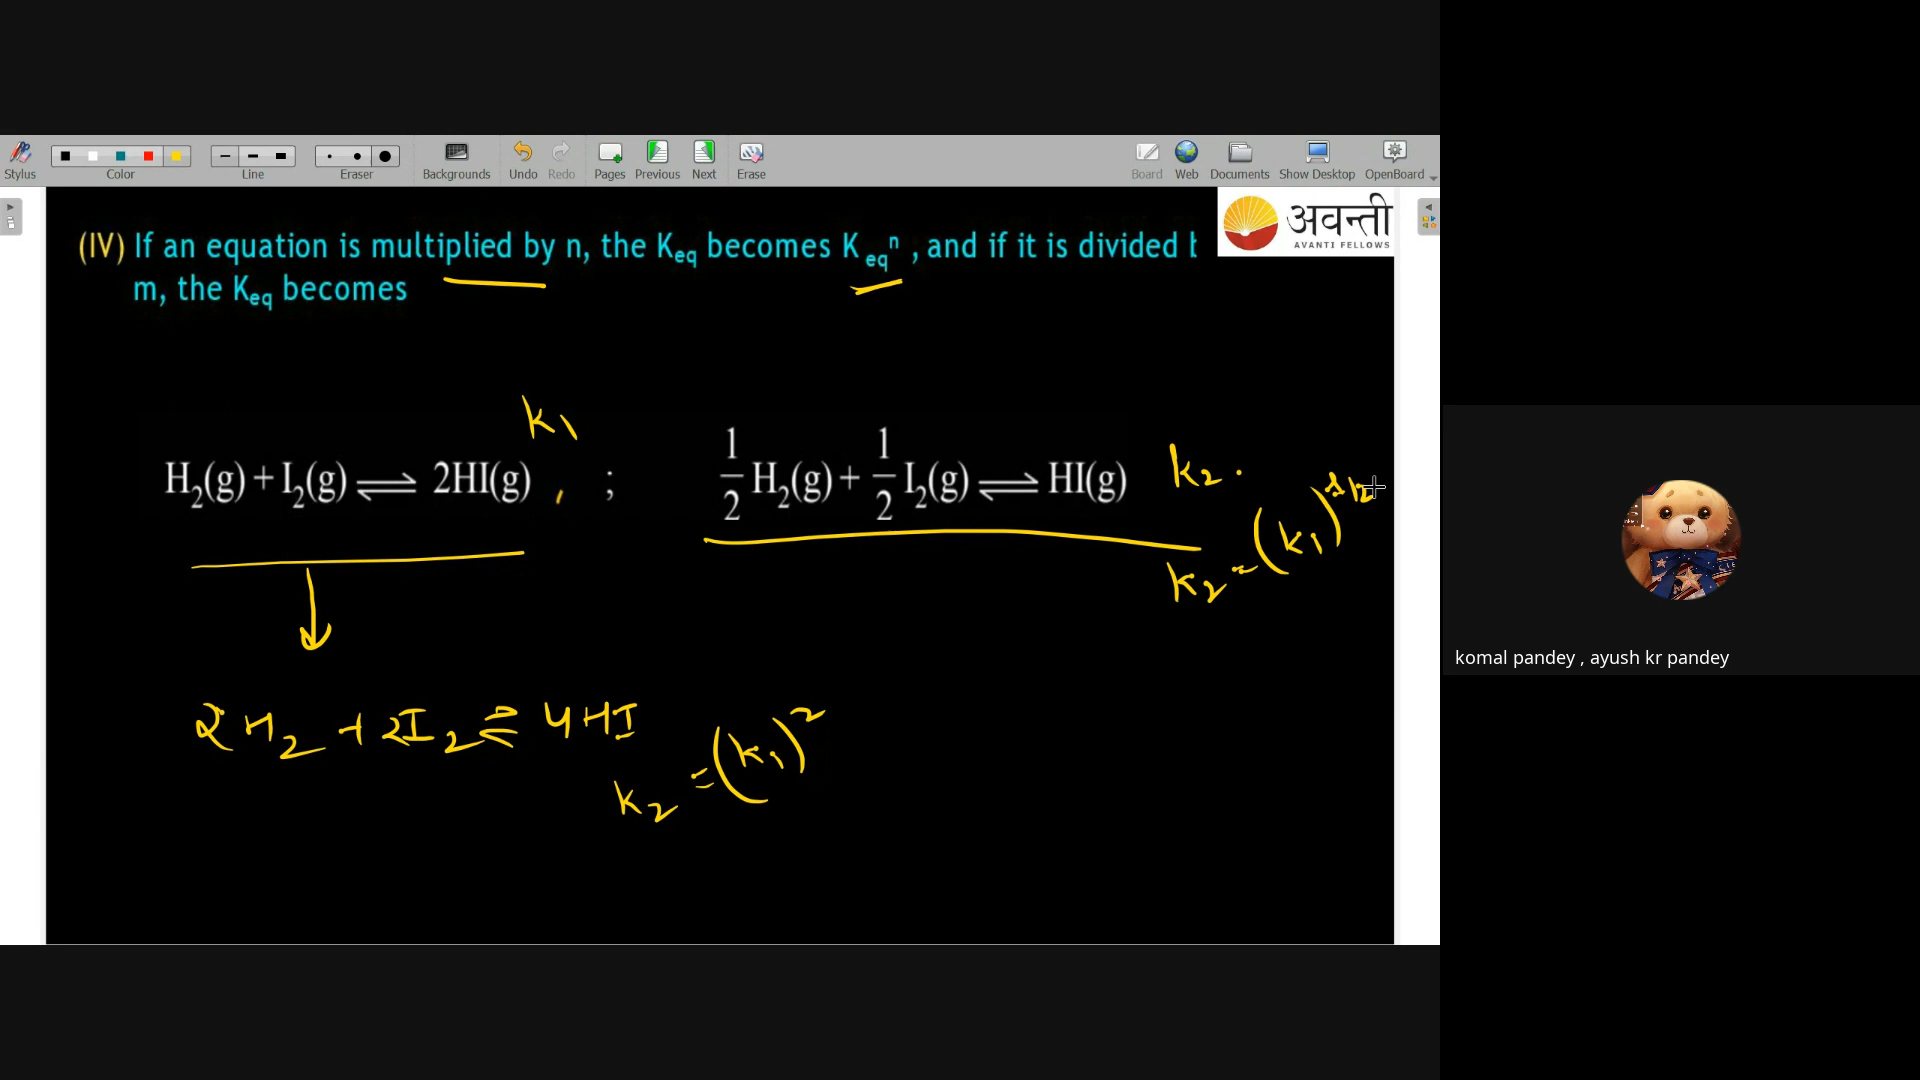 Stylus
Color
Line
Eraser
Backgrounds
Undo
Redo
Pages
Previous
Next
Erase
Board
Web
Documents
Show Desktop
OpenBoard
अवन्ती
AVANTI FELLOWS
(IV) If an equation is multiplied by n, the Keq becomes K eqⁿ , and if it is divided b
m, the Keq becomes
k₁
H₂(g) + I₂(g) ⇌ 2HI(g) , ;
1/2 H₂(g) + 1/2 I₂(g) ⇌ HI(g)
k₂ .
k₂ = (k₁)^1/2
2H₂ + 2I₂ ⇌ 4HI
k₂ = (k₁)²
komal pandey , ayush kr pandey